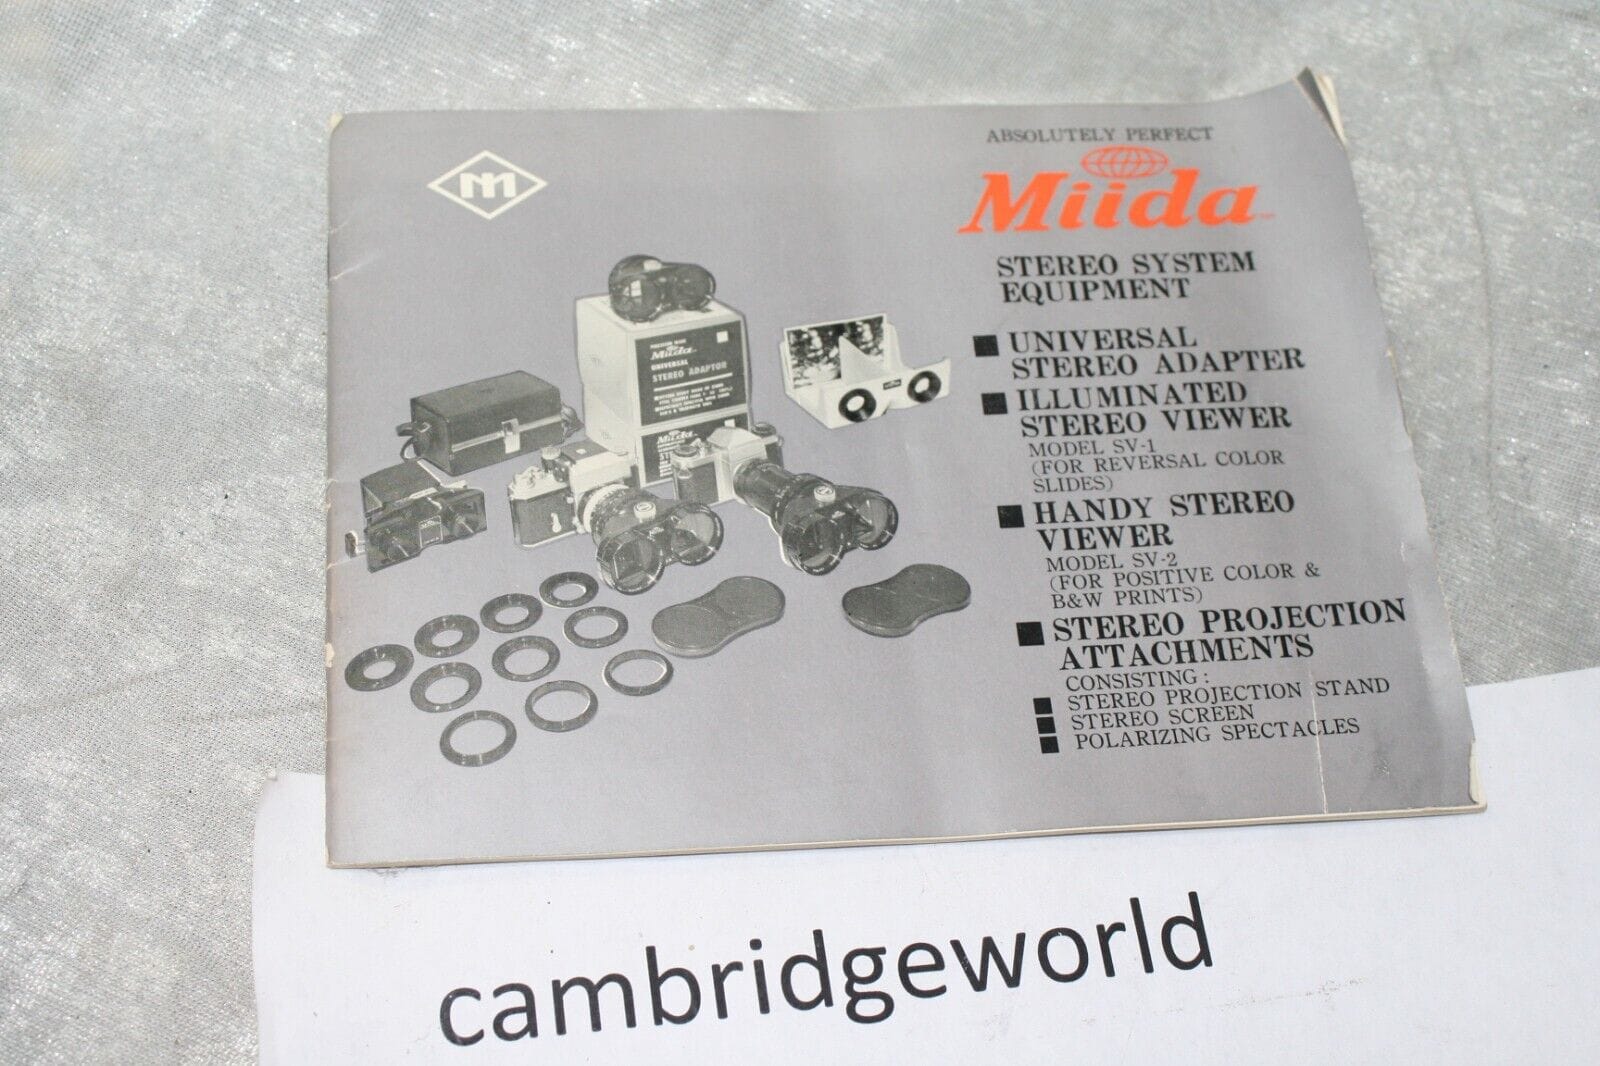 ABSOLUTELY PERFECT
Miida
STEREO SYSTEM
EQUIPMENT
■ UNIVERSAL
STEREO ADAPTER
■ ILLUMINATED
STEREO VIEWER
MODEL SV-1
(FOR REVERSAL COLOR
SLIDES)
■ HANDY STEREO
VIEWER
MODEL SV-2
(FOR POSITIVE COLOR &
B&W PRINTS)
■ STEREO PROJECTION
ATTACHMENTS
CONSISTING:
■ STEREO PROJECTION STAND
■ STEREO SCREEN
■ POLARIZING SPECTACLES
m
Miida
UNIVERSAL
STEREO ADAPTOR
Miida
cambridgeworld